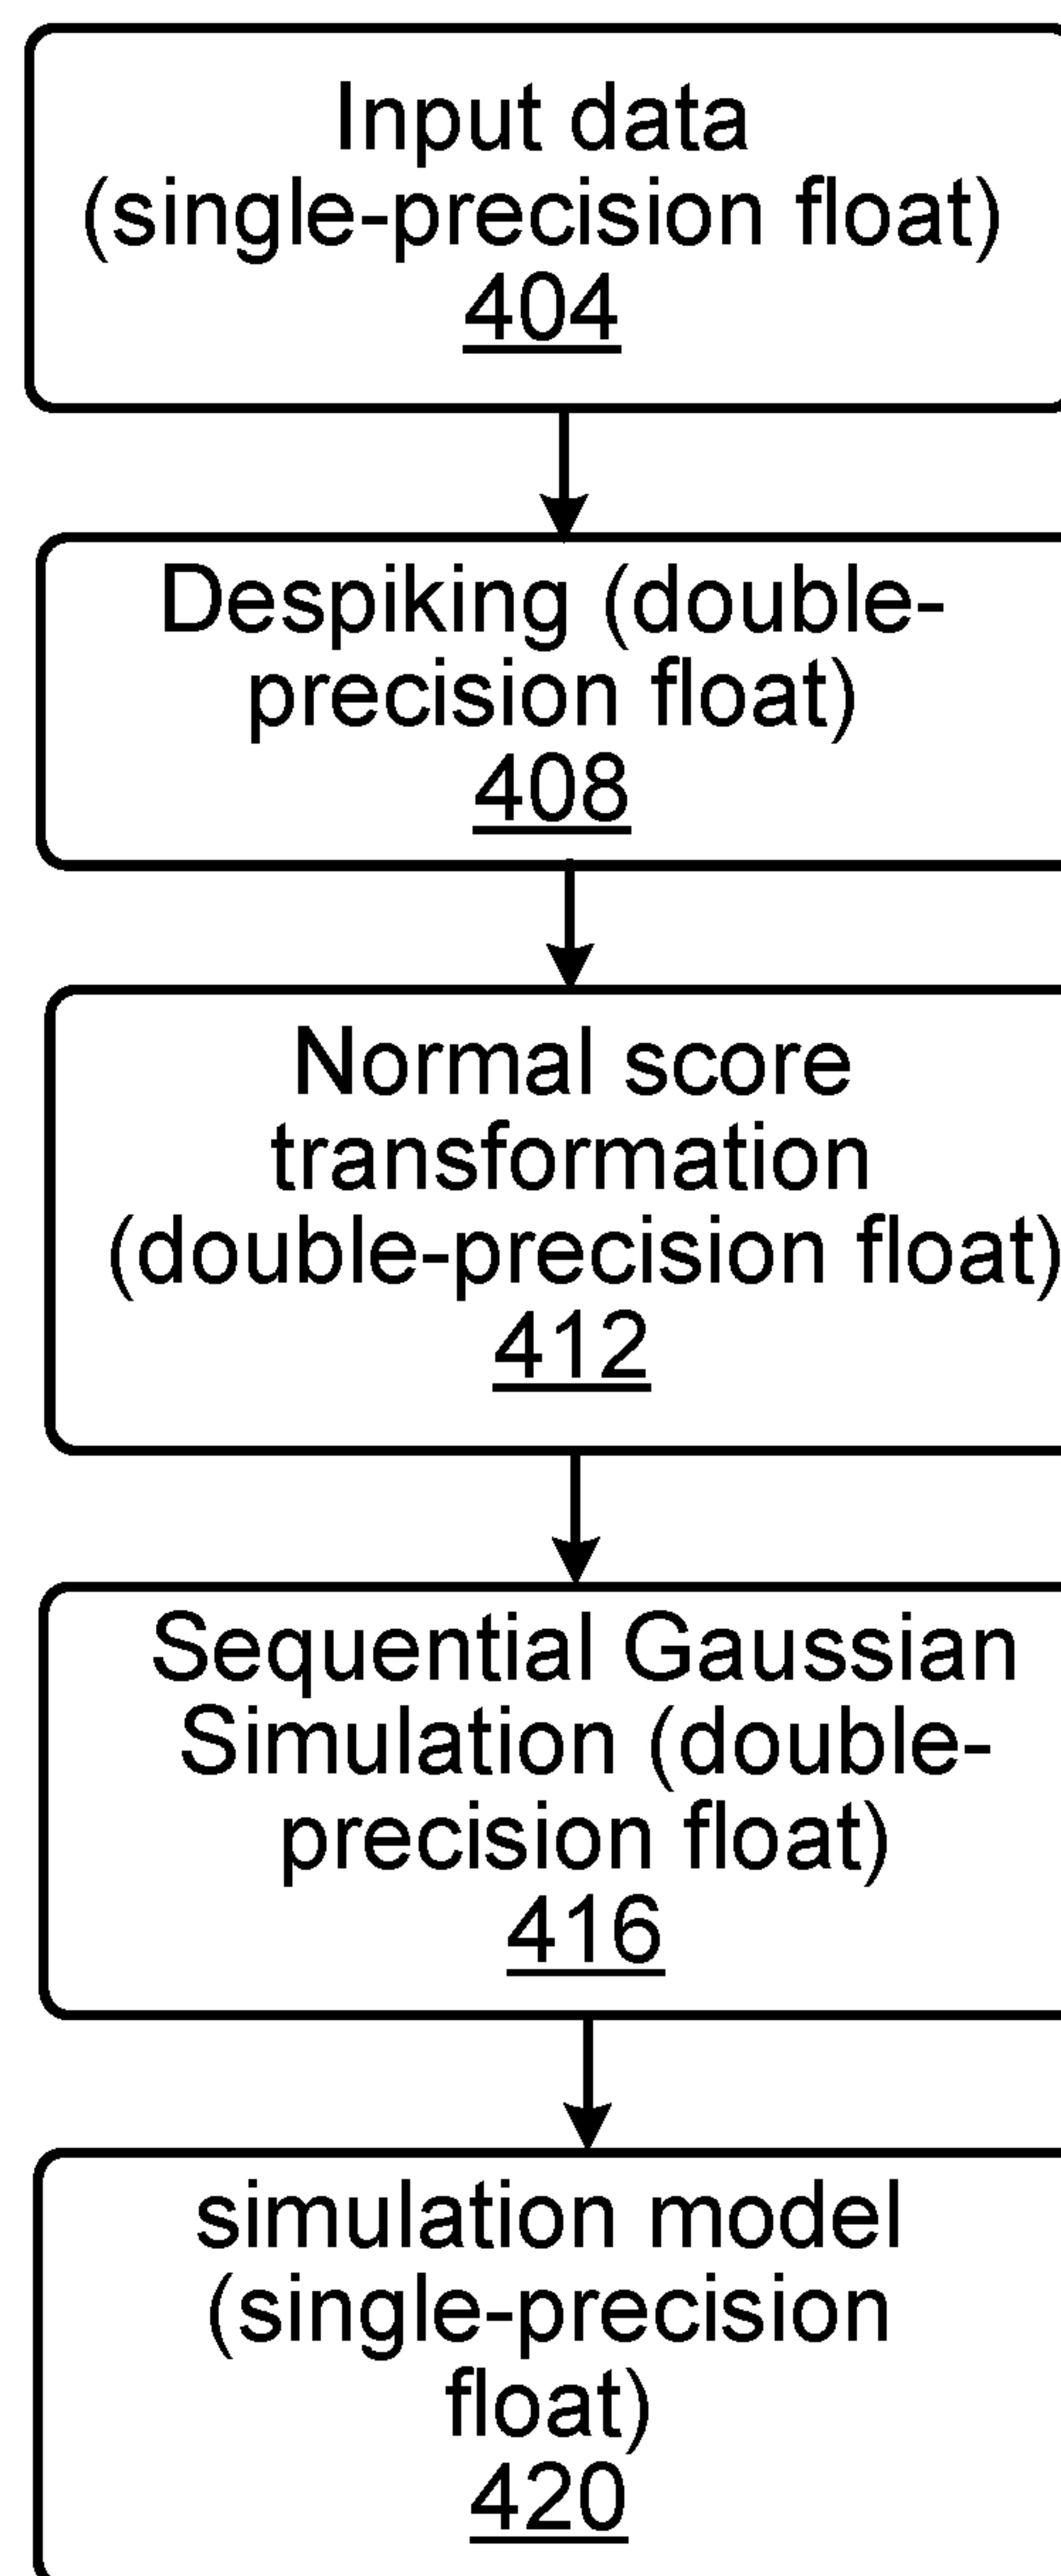 Input data
(single-precision float)
404
Despiking (double-
precision float)
408
Normal score
transformation
(double-precision float)
412
Sequential Gaussian
Simulation (double-
precision float)
416
simulation model
(single-precision
float)
420